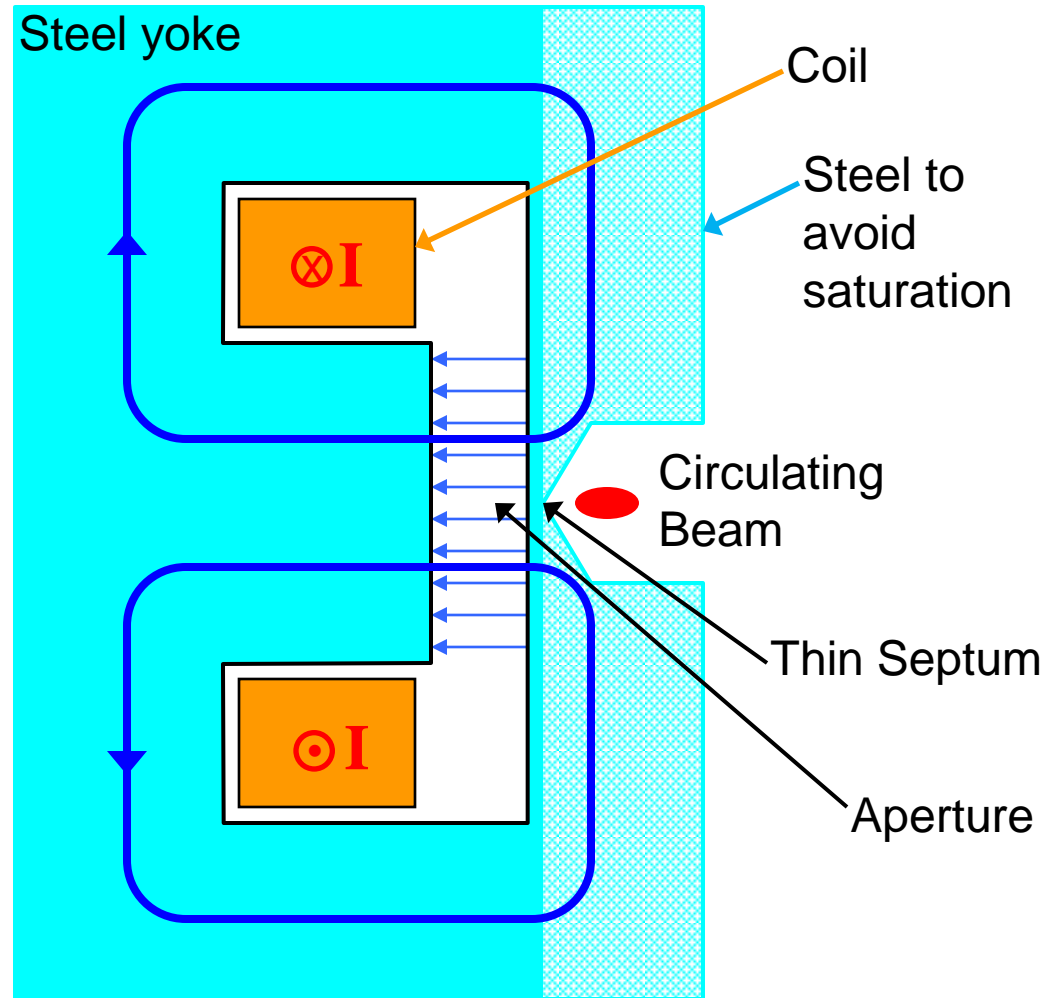 Steel yoke
Coil
Steel to
avoid
saturation
⊗I
Circulating
Beam
Thin Septum
⊙I
Aperture